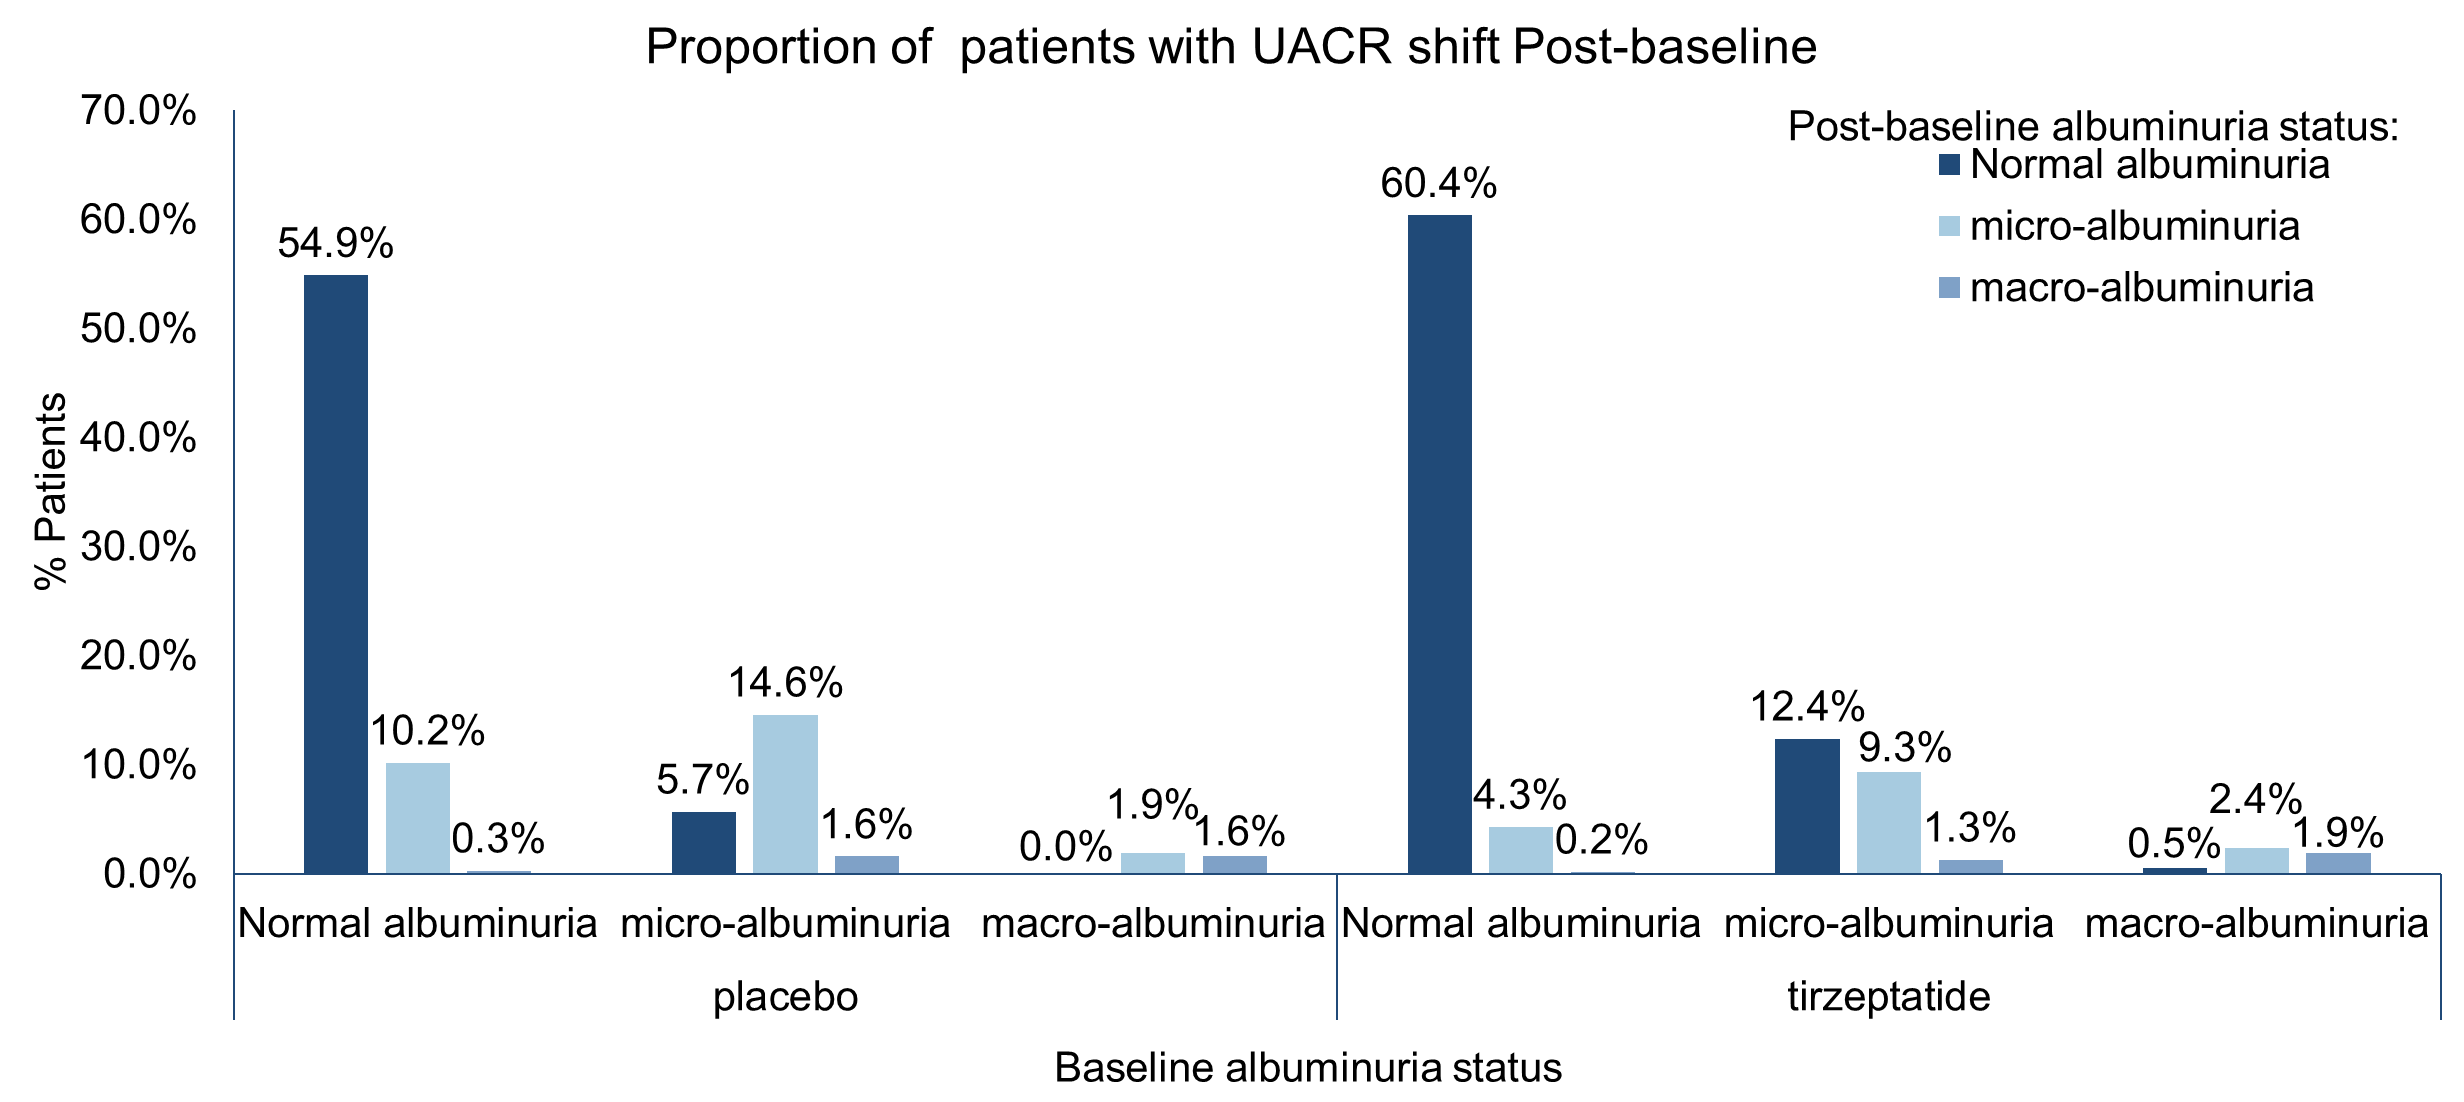 Proportion of  patients with UACR shift Post-baseline
Post-baseline albuminuria status:
Normal albuminuria
micro-albuminuria
macro-albuminuria
% Patients
70.0%
60.0%
50.0%
40.0%
30.0%
20.0%
10.0%
0.0%
54.9%
10.2%
0.3%
5.7%
14.6%
1.6%
0.0%
1.9%
1.6%
60.4%
4.3%
0.2%
12.4%
9.3%
1.3%
0.5%
2.4%
1.9%
Normal albuminuria
micro-albuminuria
macro-albuminuria
Normal albuminuria
micro-albuminuria
macro-albuminuria
placebo
tirzeptatide
Baseline albuminuria status